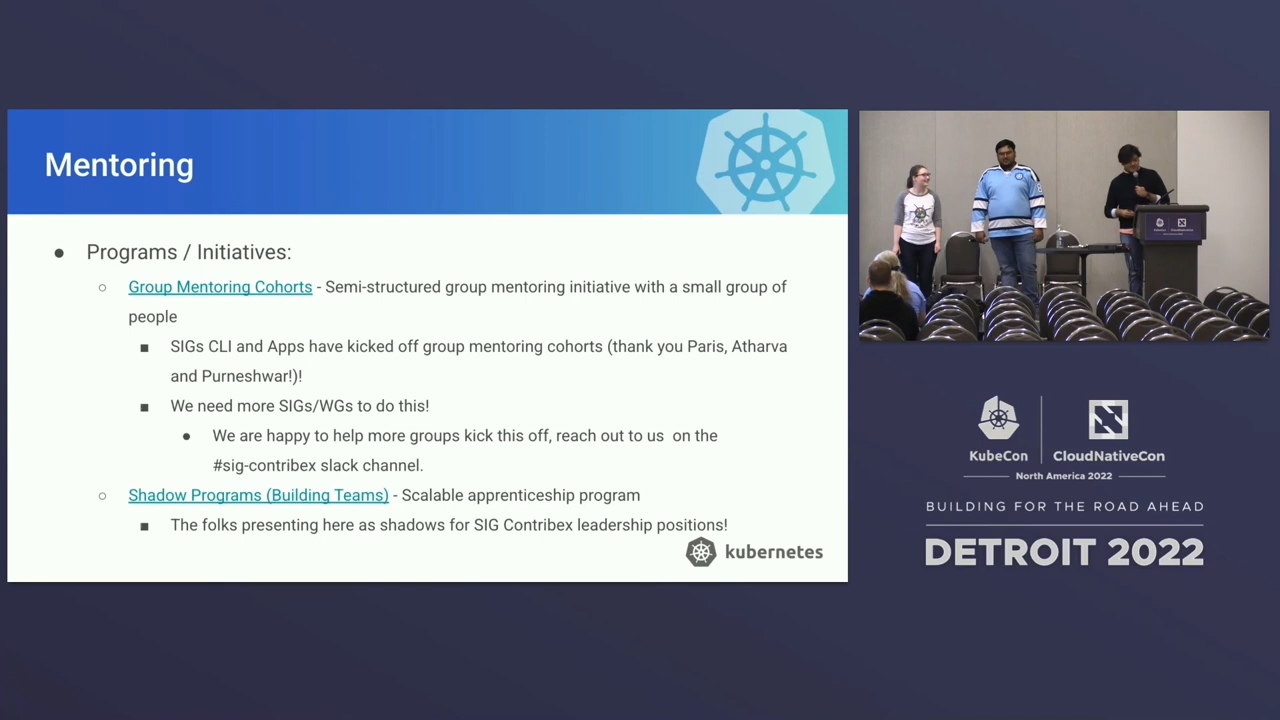 Mentoring
● Programs / Initiatives:
○ Group Mentoring Cohorts - Semi-structured group mentoring initiative with a small group of
people
■ SIGs CLI and Apps have kicked off group mentoring cohorts (thank you Paris, Atharva
and Purneshwar!)!
■ We need more SIGs/WGs to do this!
● We are happy to help more groups kick this off, reach out to us on the
#sig-contribex slack channel.
○ Shadow Programs (Building Teams) - Scalable apprenticeship program
■ The folks presenting here as shadows for SIG Contribex leadership positions!
kubernetes
KubeCon
CloudNativeCon
North America 2022
BUILDING FOR THE ROAD AHEAD
DETROIT 2022